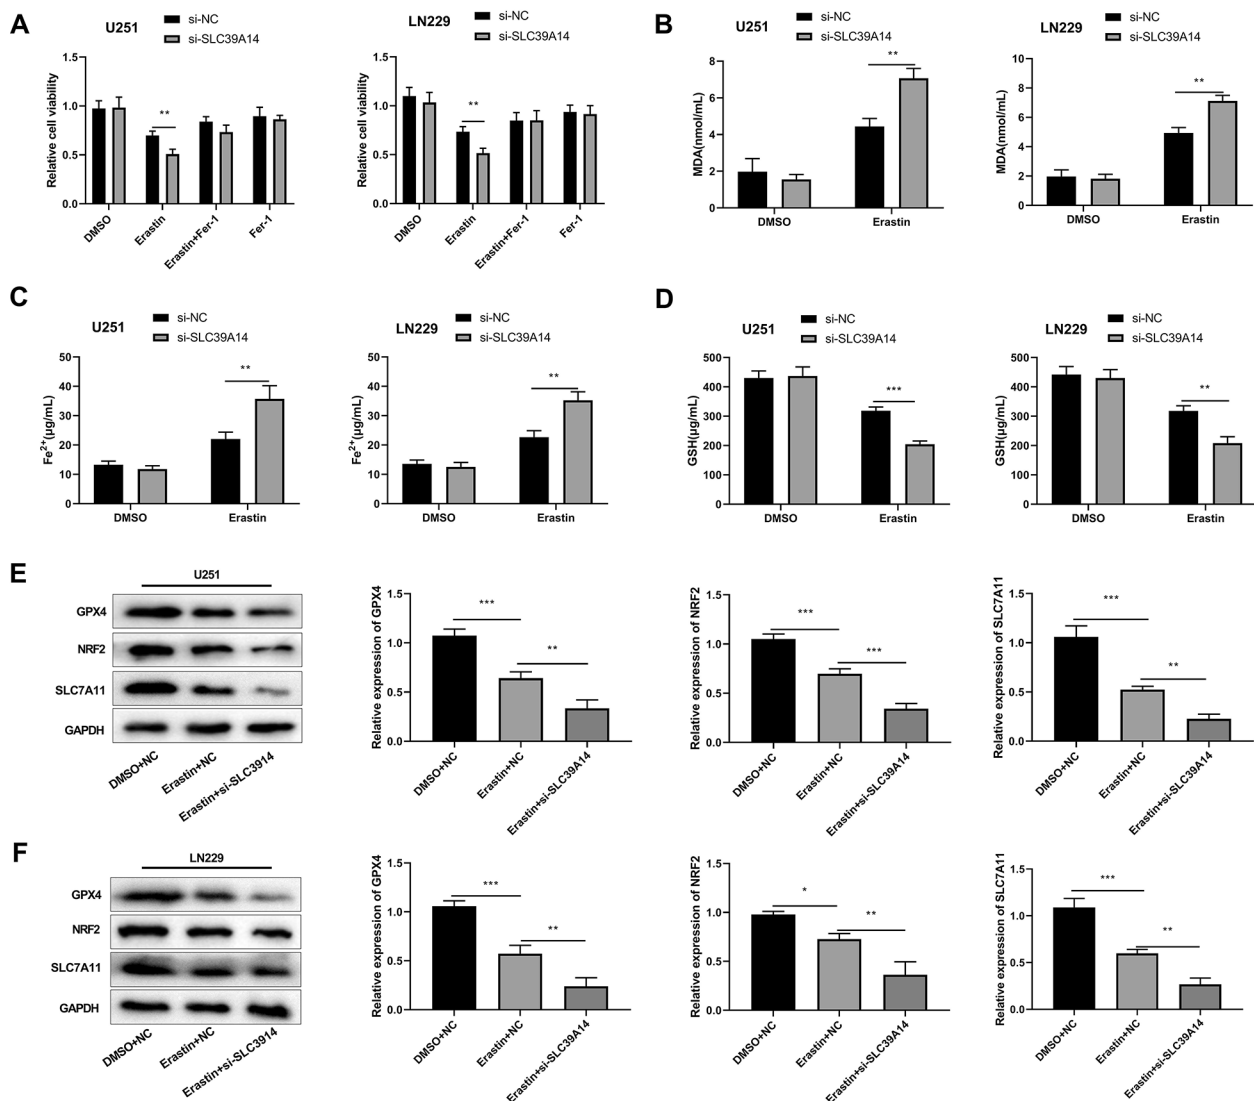 A
U251
si-NC
si-SLC39A14
Relative cell viability
1.5
1.0
0.5
0.0
**
DMSO
Erastin
Erastin+Fer-1
Fer-1
LN229
si-NC
si-SLC39A14
Relative cell viability
1.5
1.0
0.5
0.0
**
DMSO
Erastin
Erastin+Fer-1
Fer-1
B
U251
si-NC
si-SLC39A14
MDA(nmol/mL)
8
6
4
2
0
**
DMSO
Erastin
LN229
si-NC
si-SLC39A14
MDA(nmol/mL)
10
8
6
4
2
0
**
DMSO
Erastin
C
U251
si-NC
si-SLC39A14
Fe²⁺(µg/mL)
50
40
30
20
10
0
**
DMSO
Erastin
LN229
si-NC
si-SLC39A14
Fe²⁺(µg/mL)
50
40
30
20
10
0
**
DMSO
Erastin
D
U251
si-NC
si-SLC39A14
GSH(µg/mL)
500
400
300
200
100
0
***
DMSO
Erastin
LN229
si-NC
si-SLC39A14
GSH(µg/mL)
500
400
300
200
100
0
**
DMSO
Erastin
E
U251
GPX4
NRF2
SLC7A11
GAPDH
DMSO+NC
Erastin+NC
Erastin+si-SLC3914
Relative expression of GPX4
1.5
1.0
0.5
0.0
***
**
DMSO+NC
Erastin+NC
Erastin+si-SLC39A14
Relative expression of NRF2
1.5
1.0
0.5
0.0
***
***
DMSO+NC
Erastin+NC
Erastin+si-SLC39A14
Relative expression of SLC7A11
1.5
1.0
0.5
0.0
***
**
DMSO+NC
Erastin+NC
Erastin+si-SLC39A14
F
LN229
GPX4
NRF2
SLC7A11
GAPDH
DMSO+NC
Erastin+NC
Erastin+si-SLC3914
Relative expression of GPX4
1.5
1.0
0.5
0.0
***
**
DMSO+NC
Erastin+NC
Erastin+si-SLC39A14
Relative expression of NRF2
1.5
1.0
0.5
0.0
*
**
DMSO+NC
Erastin+NC
Erastin+si-SLC39A14
Relative expression of SLC7A11
1.5
1.0
0.5
0.0
***
**
DMSO+NC
Erastin+NC
Erastin+si-SLC39A14